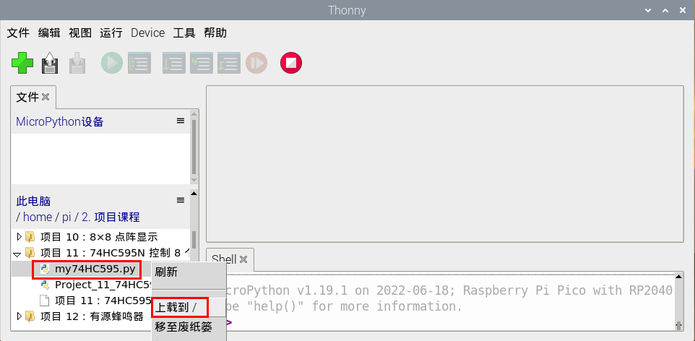 Thonny
文件 编辑 视图 运行 Device 工具 帮助
文件
MicroPython设备
此电脑
/ home / pi / 2. 项目课程
项目 10：8×8 点阵显示
项目 11：74HC595N 控制 8
my74HC595.py
Project_11_74HC59
项目 11：74HC595
项目 12：有源蜂鸣器
刷新
上载到 /
移至废纸篓
Shell
croPython v1.19.1 on 2022-06-18; Raspberry Pi Pico with RP2040
pe "help()" for more information.
>